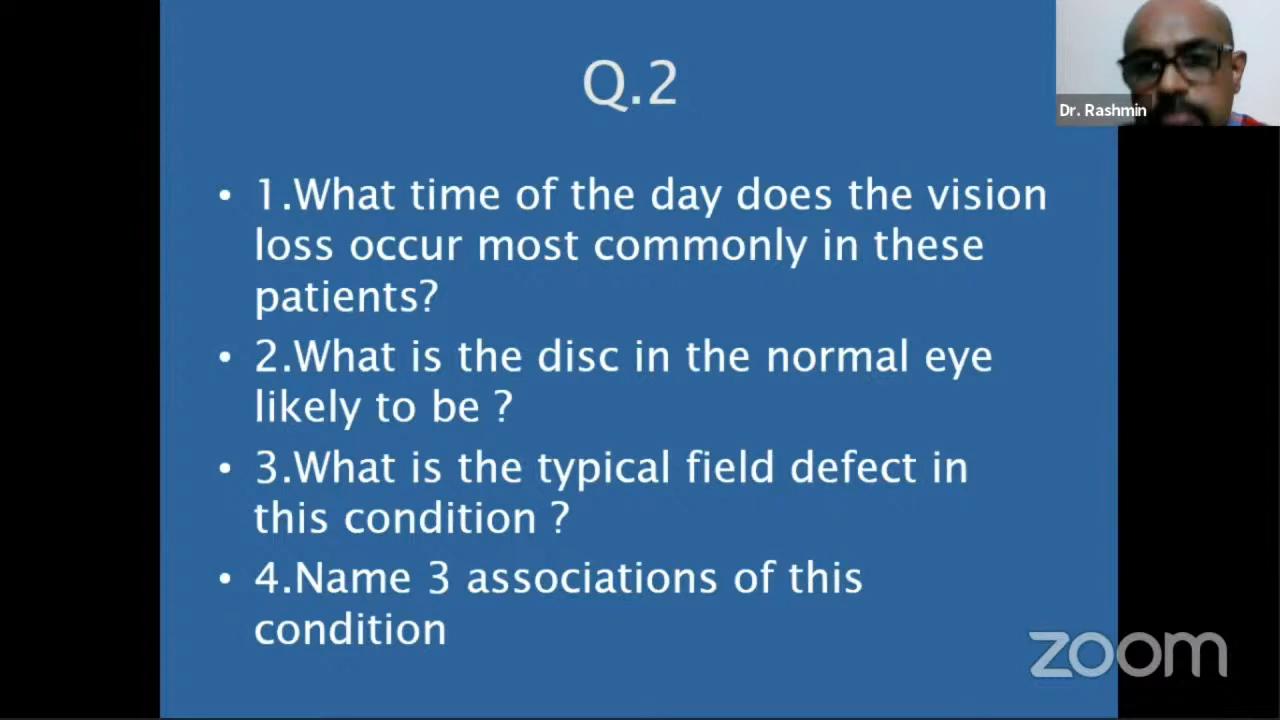 Q.2
Dr. Rashmin
• 1.What time of the day does the vision
loss occur most commonly in these
patients?
• 2.What is the disc in the normal eye
likely to be ?
• 3.What is the typical field defect in
this condition ?
• 4.Name 3 associations of this
condition
zoom